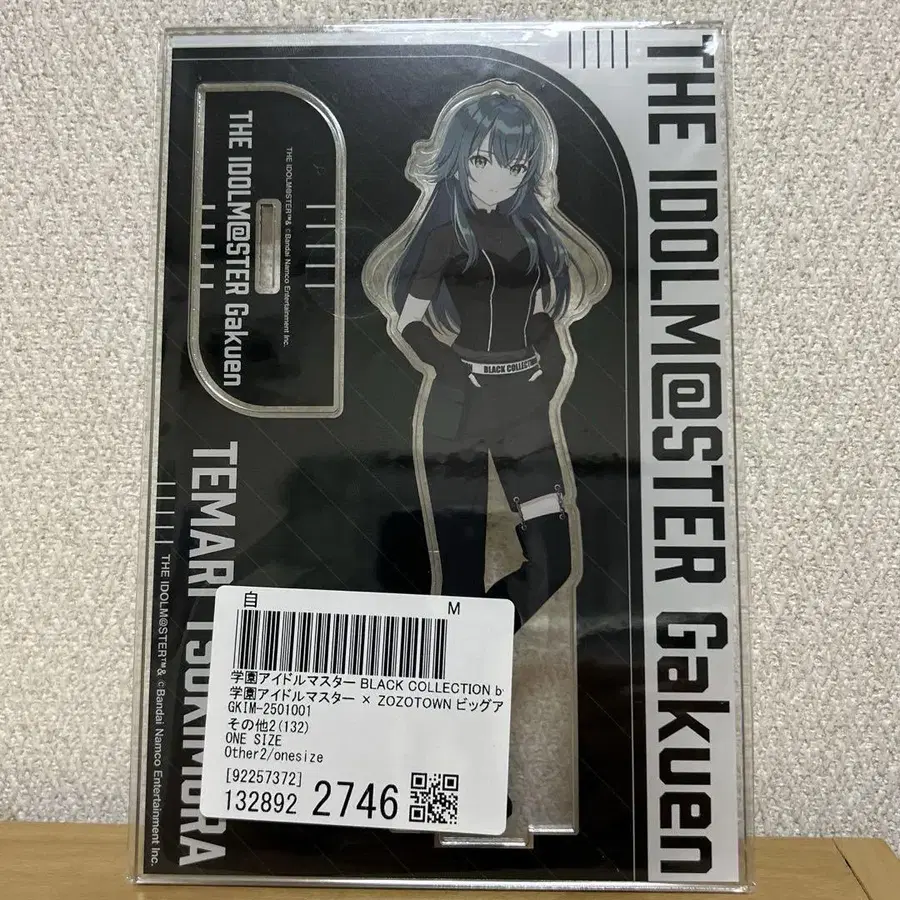 THE IDOLM@STER Gakuen
THE IDOLM@STER Gakuen
THE IDOLM@STER™& ©Bandai Namco Entertainment Inc.
BLACK COLLECT
TEMARI TSUKIMURA
THE IDOLM@STER™& ©Bandai Namco Entertainment Inc.
自 M
学園アイドルマスター BLACK COLLECTION b
学園アイドルマスター × ZOZOTOWN ビッグア
GKIM-2501001
その他2(132)
ONE SIZE
Other2/onesize
[92257372]
132892 2746